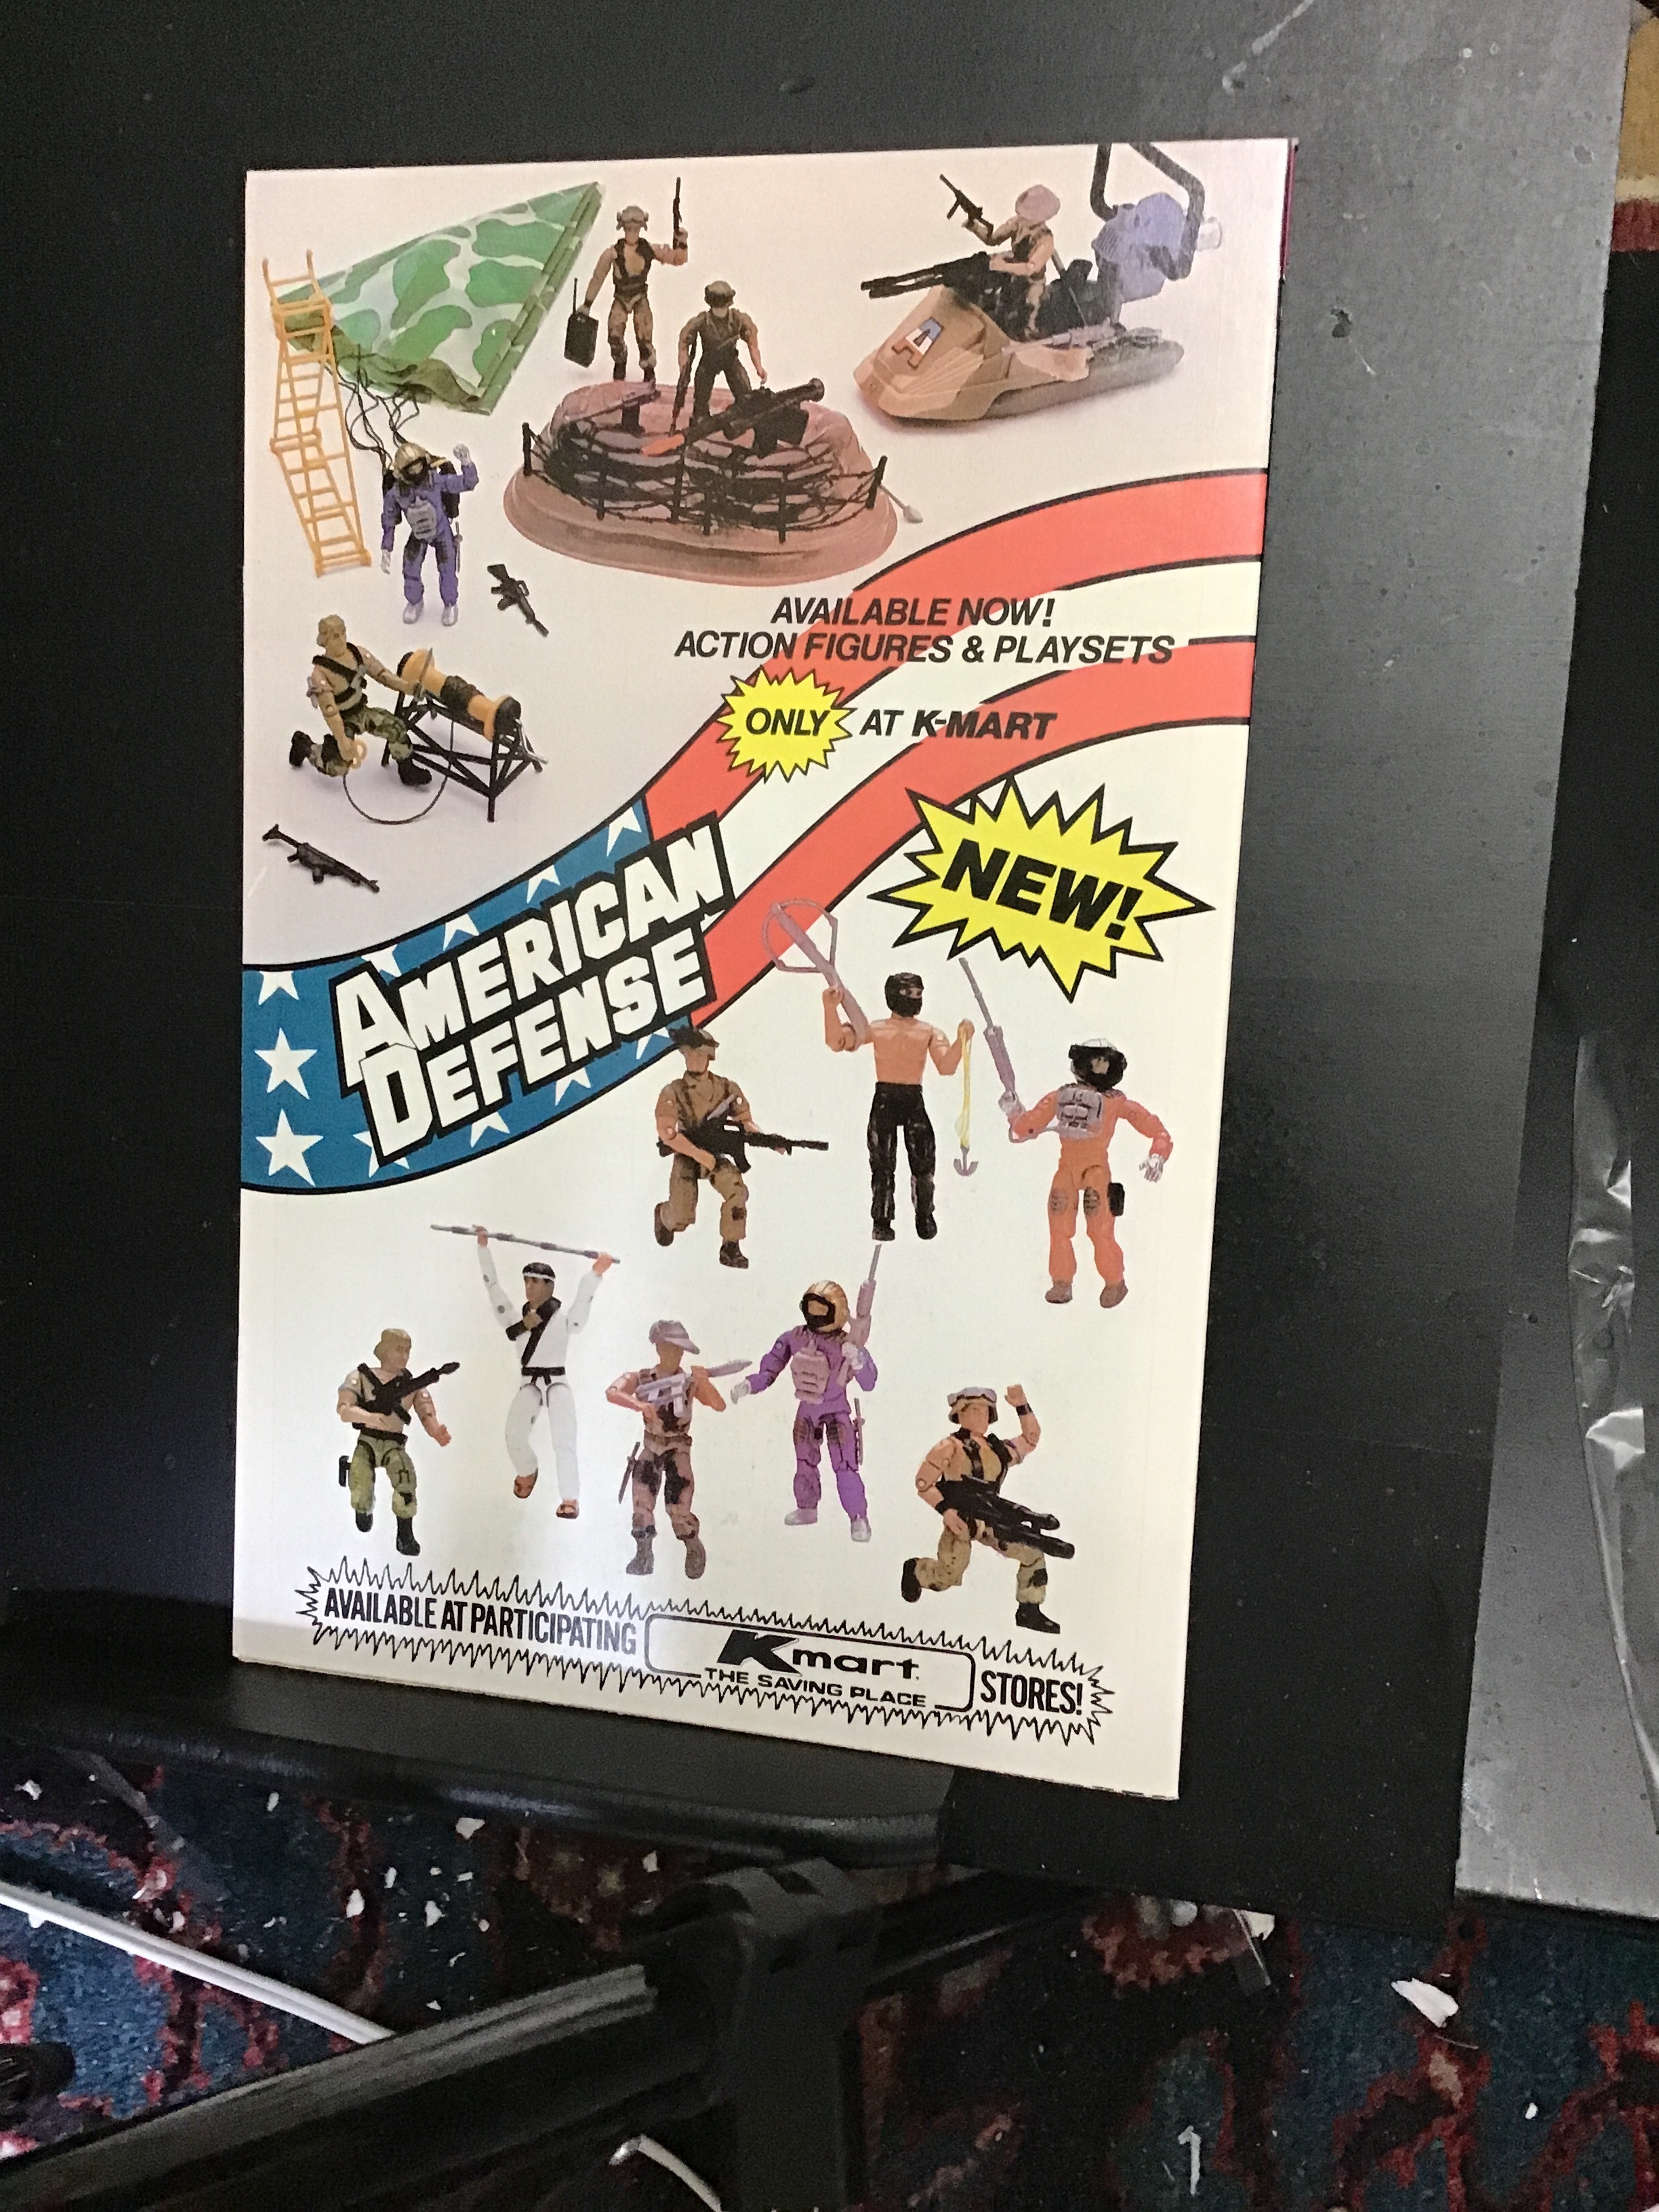 A
AVAILABLE NOW!
ACTION FIGURES & PLAYSETS
ONLY AT K-MART
NEW!
AMERICAN
DEFENSE
AVAILABLE AT PARTICIPATING Kmart STORES!
THE SAVING PLACE